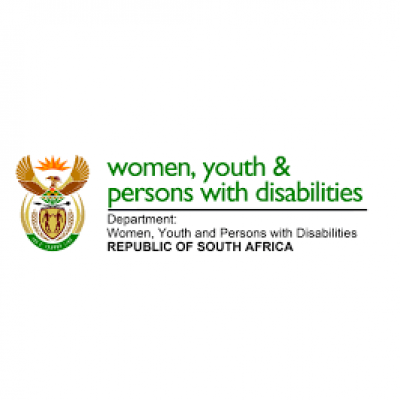 women, youth &
persons with disabilities
Department:
Women, Youth and Persons with Disabilities
REPUBLIC OF SOUTH AFRICA